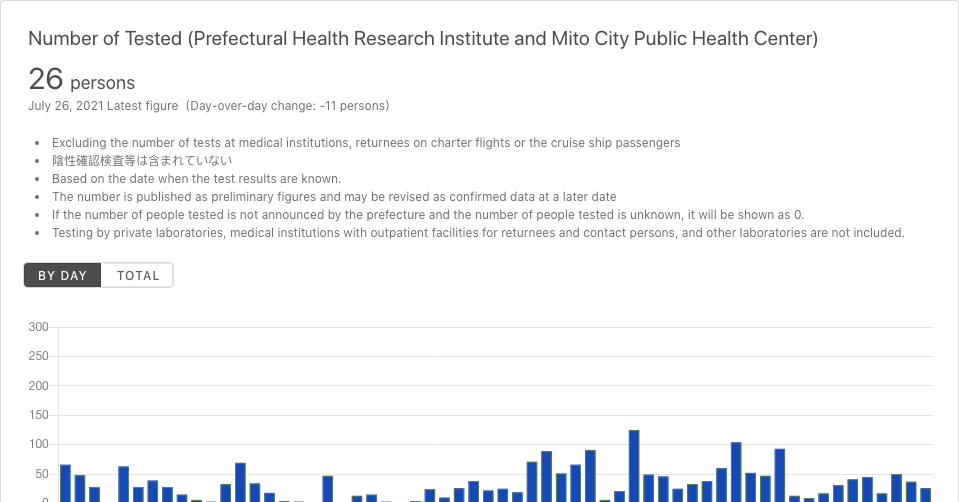 Number of Tested (Prefectural Health Research Institute and Mito City Public Health Center)
26 persons
July 26, 2021 Latest figure（Day-over-day change: -11 persons）
• Excluding the number of tests at medical institutions, returnees on charter flights or the cruise ship passengers
• 陰性確認検査等は含まれていない
• Based on the date when the test results are known.
• The number is published as preliminary figures and may be revised as confirmed data at a later date
• If the number of people tested is not announced by the prefecture and the number of people tested is unknown, it will be shown as 0.
• Testing by private laboratories, medical institutions with outpatient facilities for returnees and contact persons, and other laboratories are not included.
BY DAY TOTAL
300
250
200
150
100
50
0